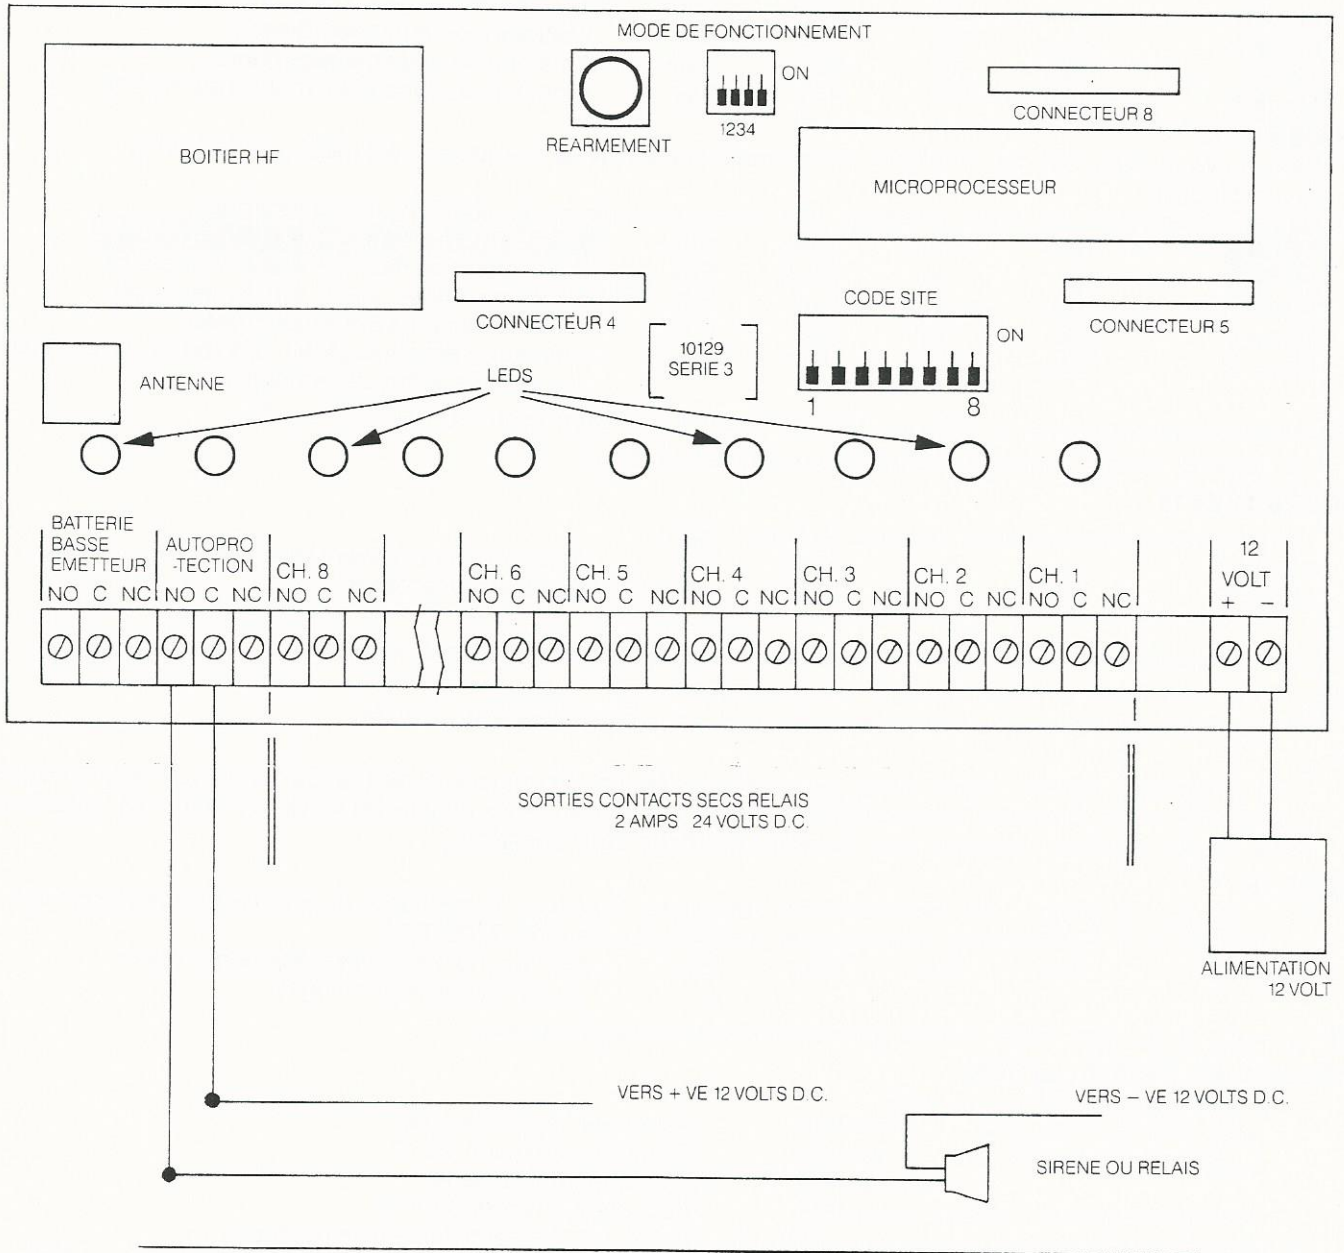 MODE DE FONCTIONNEMENT
ON
1234
REARMEMENT
CONNECTEUR 8
BOITIER HF
MICROPROCESSEUR
CONNECTEUR 4
CODE SITE
ON
1 8
CONNECTEUR 5
10129
SERIE 3
ANTENNE
LEDS
BATTERIE
BASSE
EMETTEUR
NO C NC
AUTOPRO
-TECTION
NO C NC
CH. 8
NO C NC
CH. 6
NO C NC
CH. 5
NO C NC
CH. 4
NO C NC
CH. 3
NO C NC
CH. 2
NO C NC
CH. 1
NO C NC
12
VOLT
+ −
SORTIES CONTACTS SECS RELAIS
2 AMPS 24 VOLTS D.C.
ALIMENTATION
12 VOLT
VERS + VE 12 VOLTS D.C.
VERS − VE 12 VOLTS D.C.
SIRENE OU RELAIS